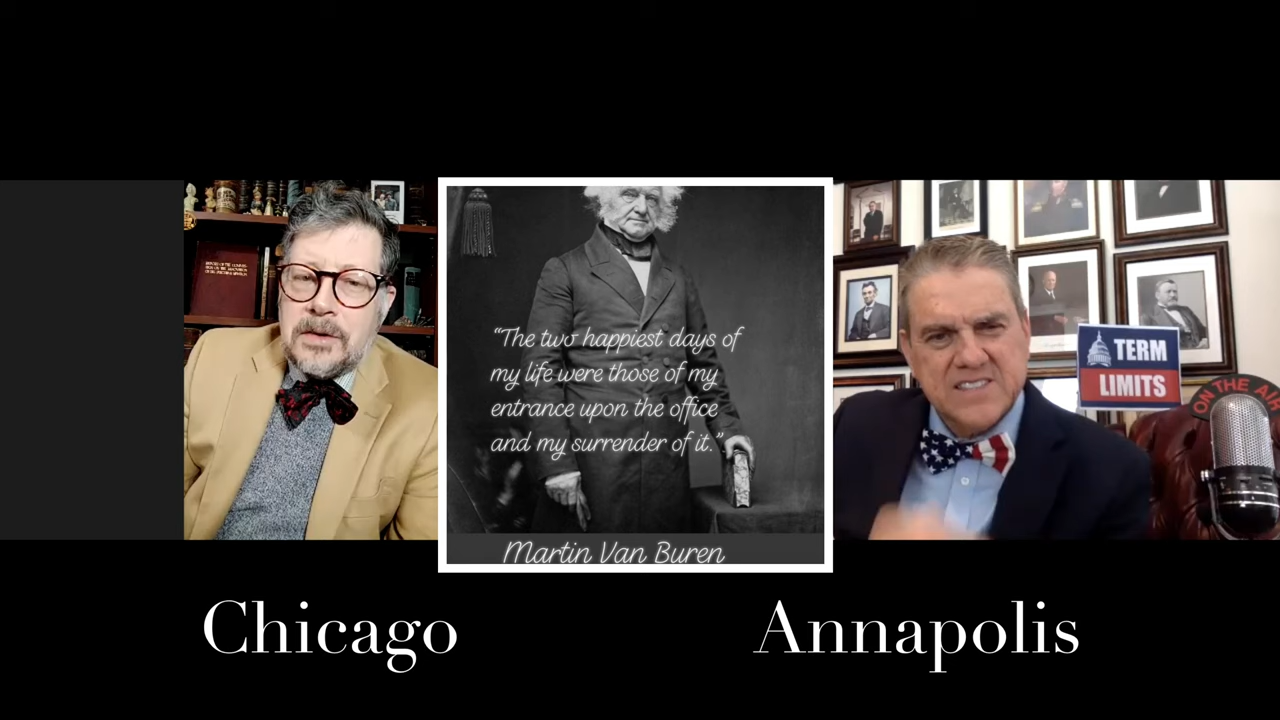 “The two happiest days of
my life were those of my
entrance upon the office
and my surrender of it.”
Martin Van Buren
TERM
LIMITS
ON THE AIR
Chicago
Annapolis